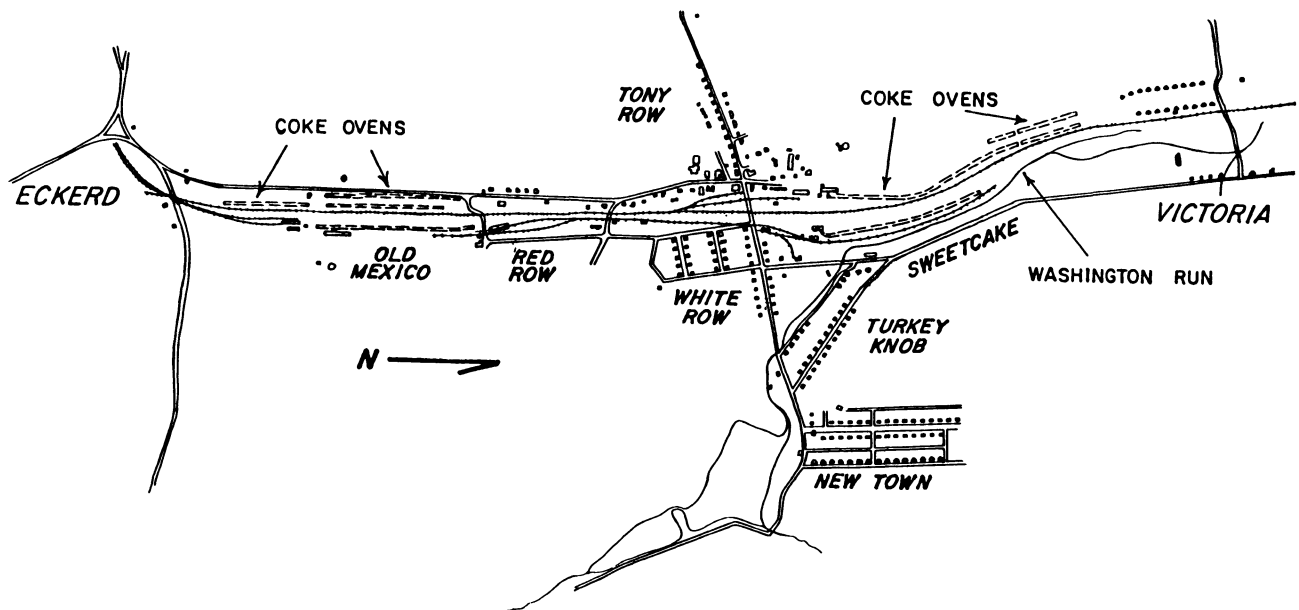 TONY
ROW
COKE OVENS
COKE OVENS
ECKERD
OLD
MEXICO
RED
ROW
WHITE
ROW
SWEETCAKE
VICTORIA
WASHINGTON RUN
TURKEY
KNOB
N
NEW TOWN